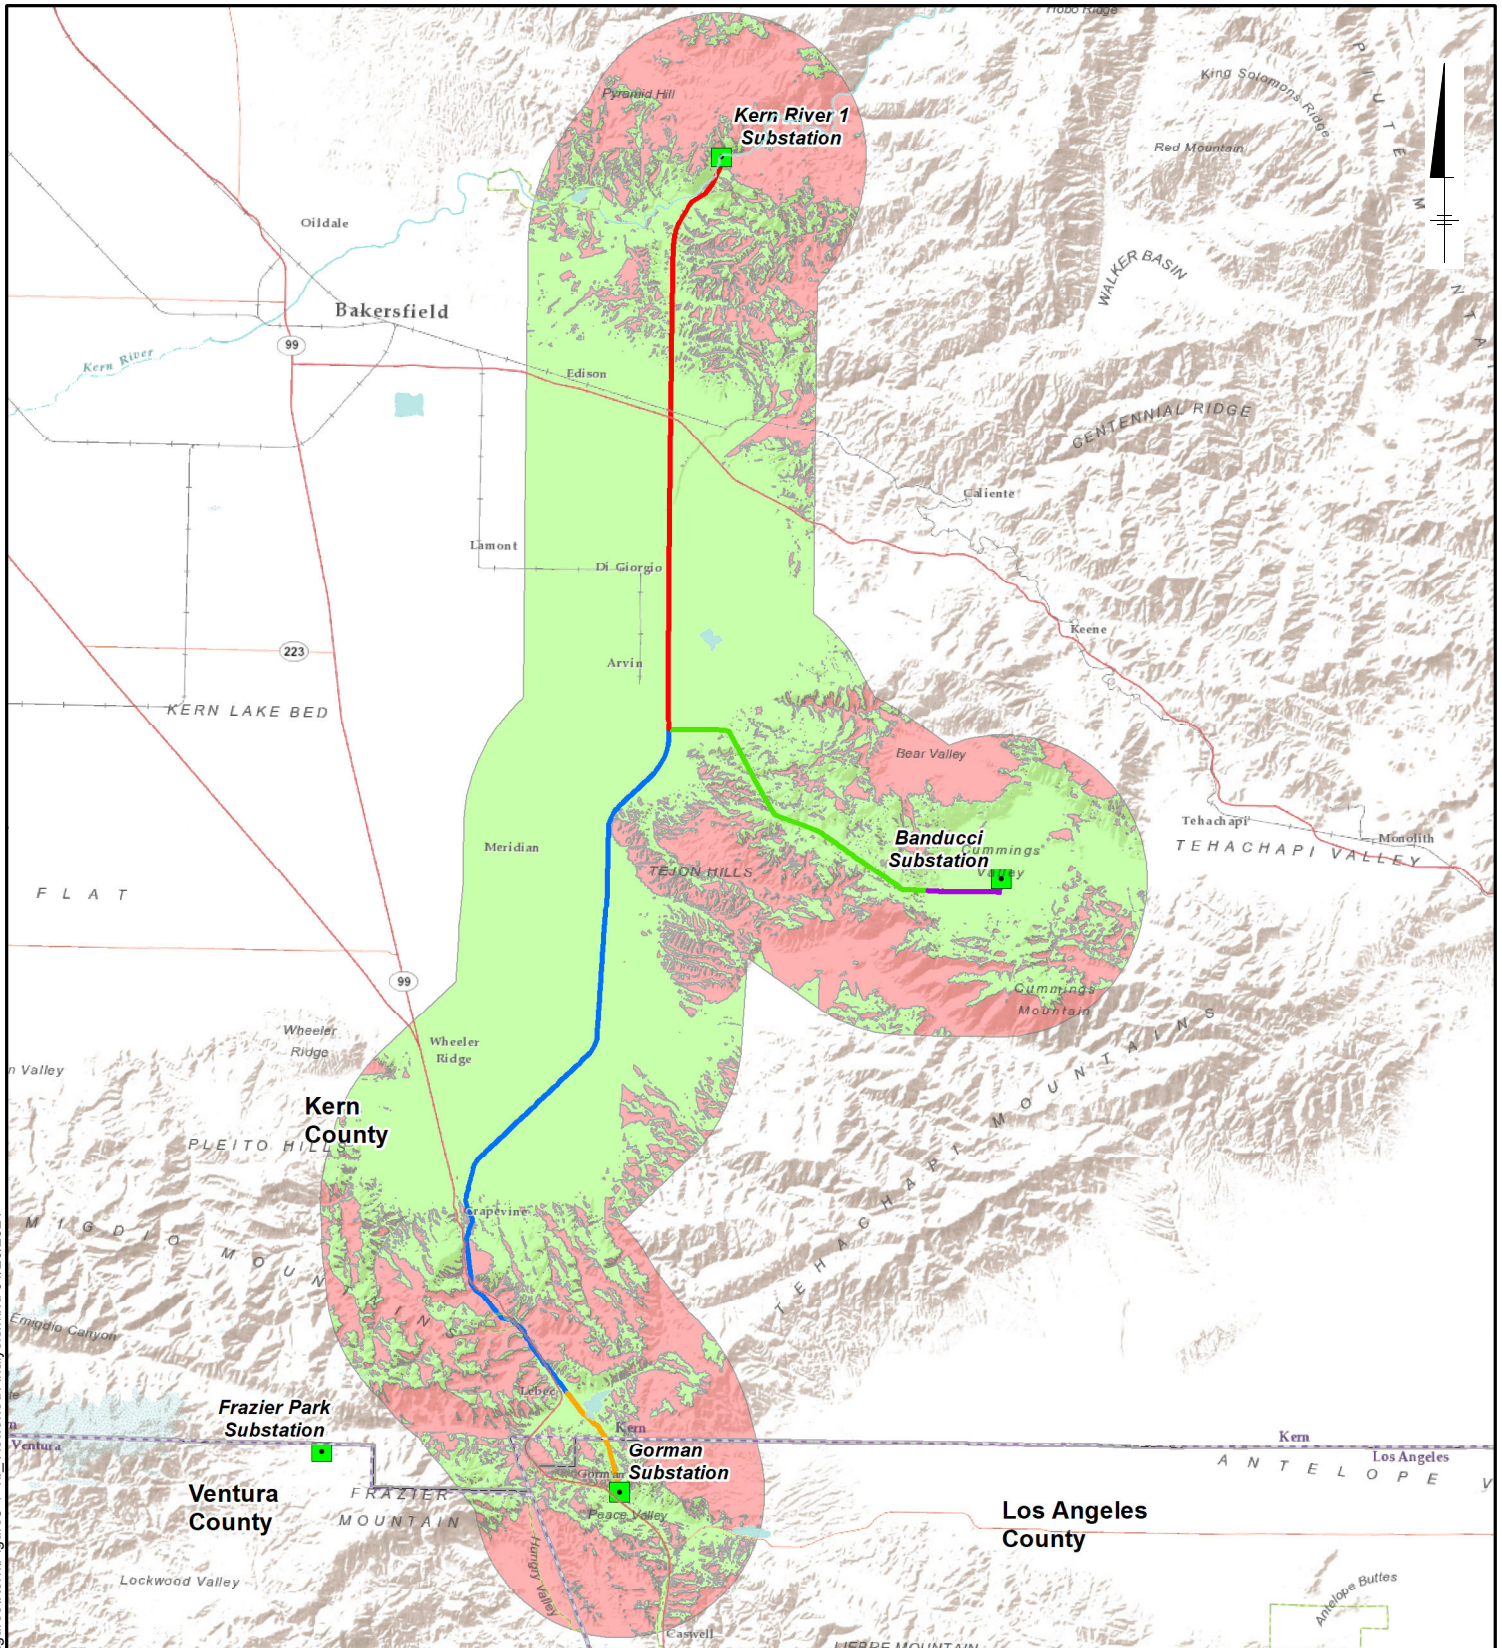 Hobo Ridge
PIUTE M
King Solomons Ridge
Pyramid Hill
Kern River 1
Substation
Red Mountain
Oildale
WALKER BASIN
N T A
Bakersfield
99
Kern River
Edison
CENTENNIAL RIDGE
Caliente
Lamont
Di Giorgio
Keene
223
Arvin
KERN LAKE BED
Bear Valley
Tehachapi
Monolith
TEHACHAPI VALLEY
Banducci
Substation
Cummings
Valley
Meridian
TEJON HILLS
FLAT
99
Cummings
Mountain
Wheeler
Ridge
Wheeler
Ridge
n Valley
TEHACHAPI MOUNTAINS
Kern
County
PLEITO HILLS
Grapevine
MIGDIO MOUNTAINS
Emigdio Canyon
Lebec
Frazier Park
Substation
Kern
Kern
n
Ventura
Gorman
Substation
Los Angeles
Gorman
ANTELOPE V
Ventura
County
FRAZIER
MOUNTAIN
Peace Valley
Los Angeles
County
Hungry Valley
Lockwood Valley
Antelope Buttes
Caswell
LIEBRE MOUNTAIN